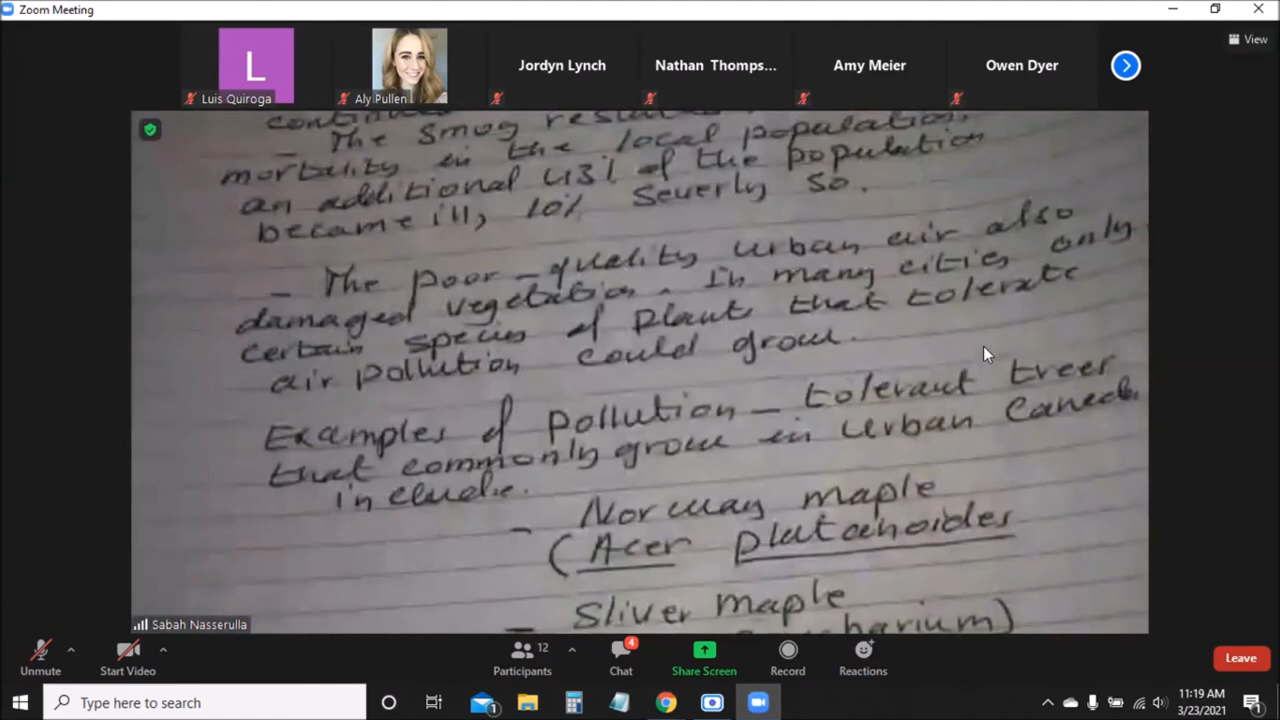 Zoom Meeting
View
L
Luis Quiroga
Aly Pullen
Jordyn Lynch
Nathan Thomps...
Amy Meier
Owen Dyer
The smog
mortality in the local population.
an additional 43% of the population
became ill, 10% severly so.
- The poor-quality urban air also
damaged vegetation. In many cities only
certain species of plants that tolerate
air pollution could grow.
Examples of pollution-tolerant trees
that commonly grow in urban Canada
include.
- Norway maple
(Acer platanoides
- Sliver maple
Sabah Nasserulla
Unmute
Start Video
12
Participants
4
Chat
Share Screen
Record
Reactions
Leave
Type here to search
1
11:19 AM
3/23/2021
1